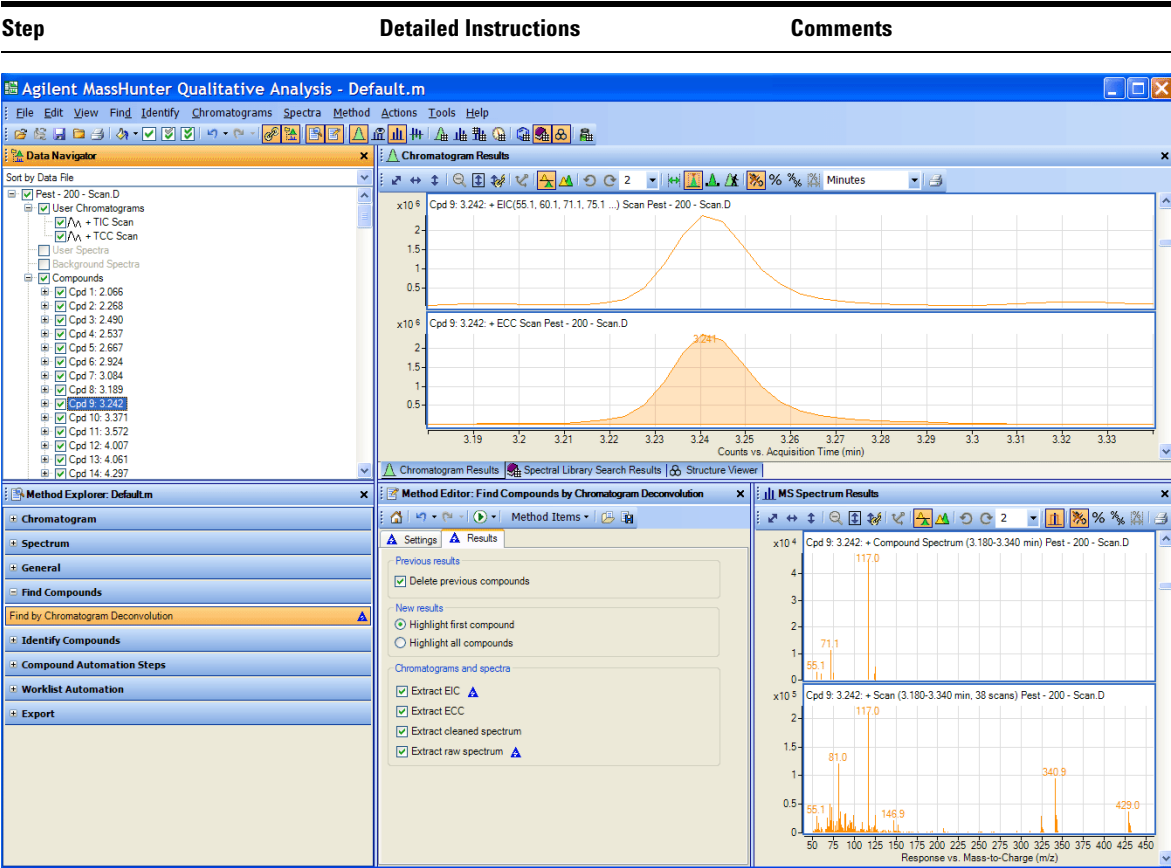 Step Detailed Instructions Comments
Agilent MassHunter Qualitative Analysis - Default.m
File Edit View Find Identify Chromatograms Spectra Method Actions Tools Help
Data Navigator
Sort by Data File
Pest - 200 - Scan.D
User Chromatograms
+ TIC Scan
+ TCC Scan
User Spectra
Background Spectra
Compounds
Cpd 1: 2.066
Cpd 2: 2.268
Cpd 3: 2.490
Cpd 4: 2.537
Cpd 5: 2.667
Cpd 6: 2.924
Cpd 7: 3.084
Cpd 8: 3.189
Cpd 9: 3.242
Cpd 10: 3.371
Cpd 11: 3.572
Cpd 12: 4.007
Cpd 13: 4.061
Cpd 14: 4.297
Chromatogram Results
2 % % % Minutes
x10 6 Cpd 9: 3.242: + EIC(55.1, 60.1, 71.1, 75.1 ...) Scan Pest - 200 - Scan.D
2
1.5
1
0.5
x10 6 Cpd 9: 3.242: + ECC Scan Pest - 200 - Scan.D
3.241
2
1.5
1
0.5
3.19 3.2 3.21 3.22 3.23 3.24 3.25 3.26 3.27 3.28 3.29 3.3 3.31 3.32 3.33
Counts vs. Acquisition Time (min)
Chromatogram Results Spectral Library Search Results Structure Viewer
Method Explorer: Default.m
Chromatogram
Spectrum
General
Find Compounds
Find by Chromatogram Deconvolution
Identify Compounds
Compound Automation Steps
Worklist Automation
Export
Method Editor: Find Compounds by Chromatogram Deconvolution
Method Items
Settings Results
Previous results
Delete previous compounds
New results
Highlight first compound
Highlight all compounds
Chromatograms and spectra
Extract EIC
Extract ECC
Extract cleaned spectrum
Extract raw spectrum
MS Spectrum Results
2 % % %
x10 4 Cpd 9: 3.242: + Compound Spectrum (3.180-3.340 min) Pest - 200 - Scan.D
117.0
4
3
2
71.1
1
55.1
0
x10 5 Cpd 9: 3.242: + Scan (3.180-3.340 min, 38 scans) Pest - 200 - Scan.D
117.0
2
1.5
81.0
1
340.9
0.5
55.1 146.9 429.0
0
50 75 100 125 150 175 200 225 250 275 300 325 350 375 400 425 450
Response vs. Mass-to-Charge (m/z)